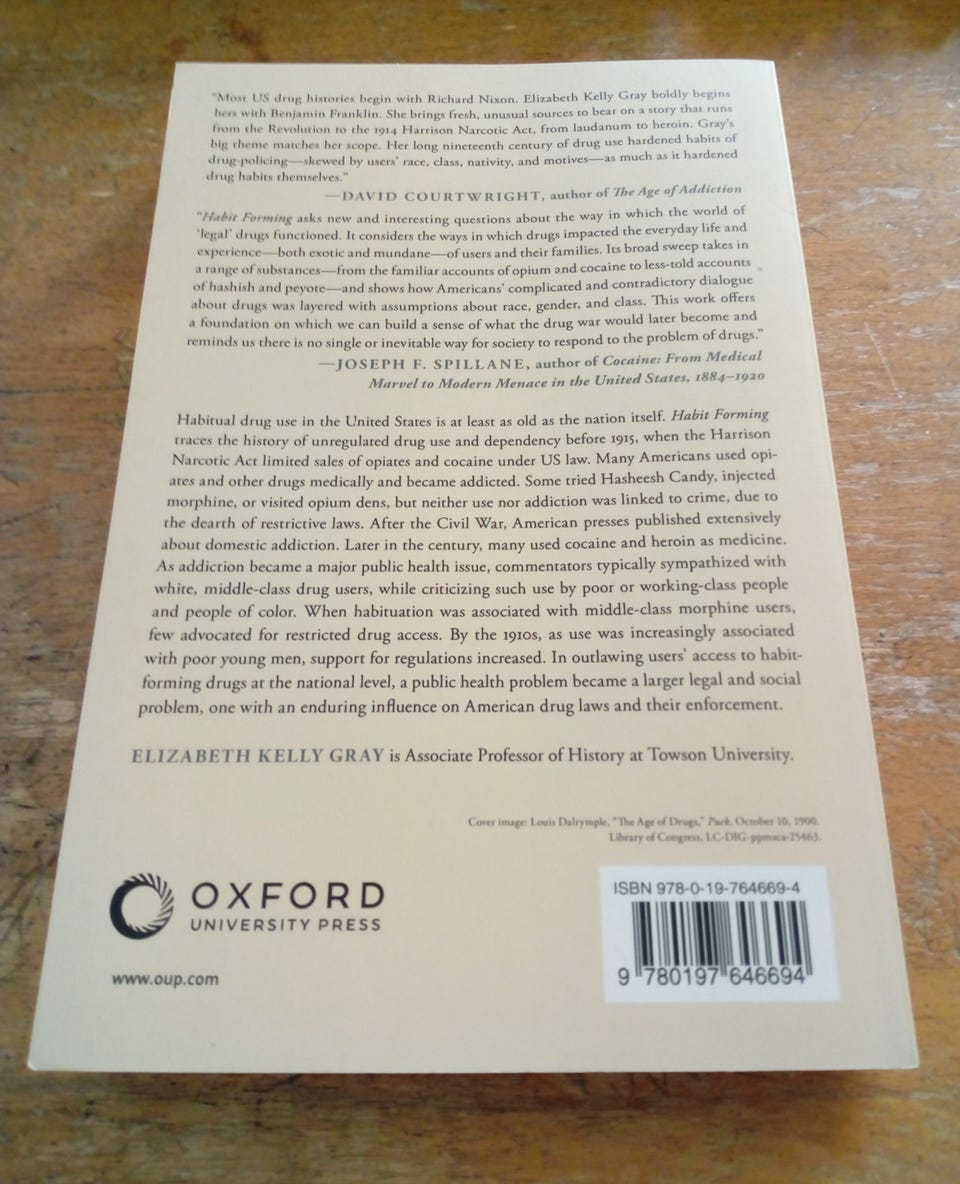 "Most US drug histories begin with Richard Nixon. Elizabeth Kelly Gray boldly begins
hers with Benjamin Franklin. She brings fresh, unusual sources to bear on a story that runs
from the Revolution to the 1914 Harrison Narcotic Act, from laudanum to heroin. Gray's
big theme matches her scope. Her long nineteenth century of drug use hardened habits of
drug-policing—skewed by users' race, class, nativity, and motives—as much as it hardened
drug habits themselves."
—DAVID COURTWRIGHT, author of The Age of Addiction
"Habit Forming asks new and interesting questions about the way in which the world of
'legal' drugs functioned. It considers the ways in which drugs impacted the everyday life and
experience—both exotic and mundane—of users and their families. Its broad sweep takes in
a range of substances—from the familiar accounts of opium and cocaine to less-told accounts
of hashish and peyote—and shows how Americans' complicated and contradictory dialogue
about drugs was layered with assumptions about race, gender, and class. This work offers
a foundation on which we can build a sense of what the drug war would later become and
reminds us there is no single or inevitable way for society to respond to the problem of drugs."
—JOSEPH F. SPILLANE, author of Cocaine: From Medical
Marvel to Modern Menace in the United States, 1884–1920
Habitual drug use in the United States is at least as old as the nation itself. Habit Forming
traces the history of unregulated drug use and dependency before 1915, when the Harrison
Narcotic Act limited sales of opiates and cocaine under US law. Many Americans used opi-
ates and other drugs medically and became addicted. Some tried Hasheesh Candy, injected
morphine, or visited opium dens, but neither use nor addiction was linked to crime, due to
the dearth of restrictive laws. After the Civil War, American presses published extensively
about domestic addiction. Later in the century, many used cocaine and heroin as medicine.
As addiction became a major public health issue, commentators typically sympathized with
white, middle-class drug users, while criticizing such use by poor or working-class people
and people of color. When habituation was associated with middle-class morphine users,
few advocated for restricted drug access. By the 1910s, as use was increasingly associated
with poor young men, support for regulations increased. In outlawing users' access to habit-
forming drugs at the national level, a public health problem became a larger legal and social
problem, one with an enduring influence on American drug laws and their enforcement.
ELIZABETH KELLY GRAY is Associate Professor of History at Towson University.
Cover image: Louis Dalrymple, "The Age of Drugs," Puck, October 10, 1900.
Library of Congress, LC-DIG-ppmsca-25463.
OXFORD
UNIVERSITY PRESS
www.oup.com
ISBN 978-0-19-764669-4
9 780197 646694